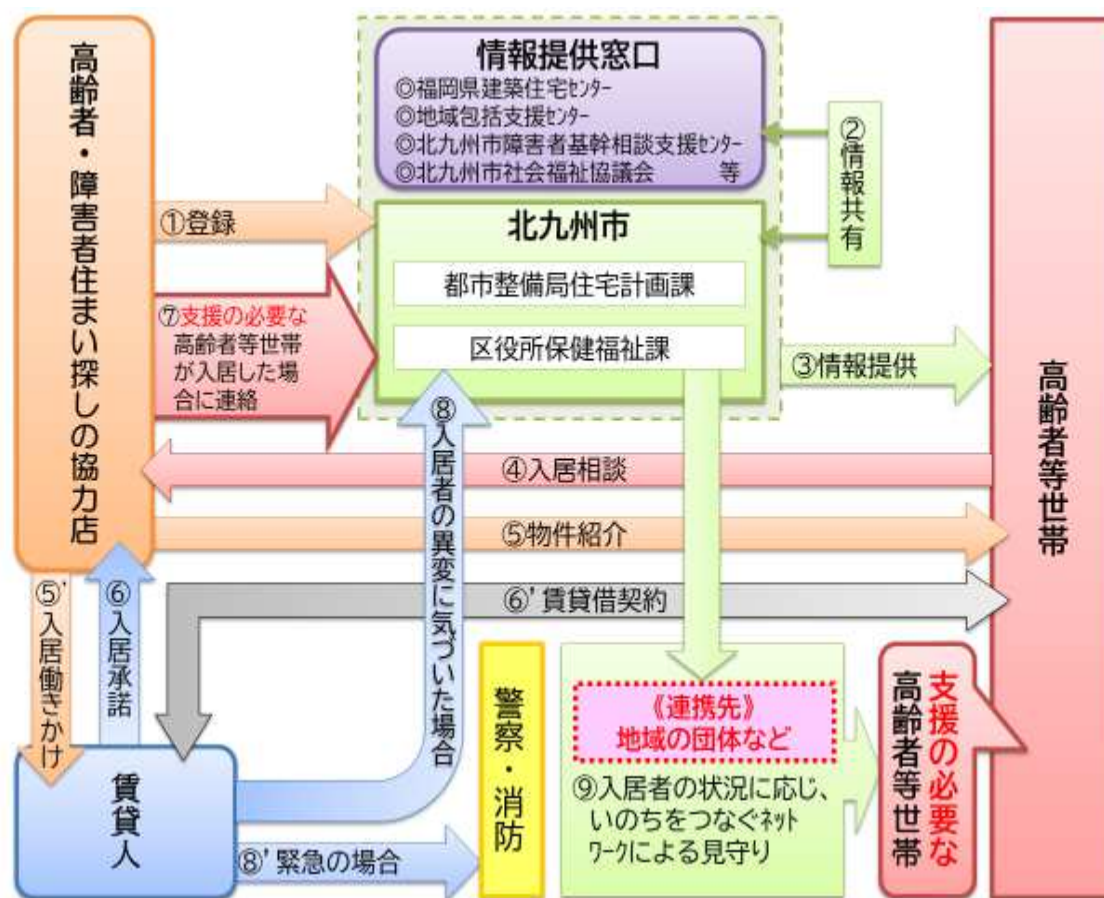 高齢者・障害者住まい探しの協力店
情報提供窓口
◎福岡県建築住宅ｾﾝﾀｰ
◎地域包括支援ｾﾝﾀｰ
◎北九州市障害者基幹相談支援ｾﾝﾀｰ
◎北九州市社会福祉協議会 等
②情報共有
①登録
北九州市
都市整備局住宅計画課
区役所保健福祉課
⑦支援の必要な
高齢者等世帯
が入居した場
合に連絡
③情報提供
高齢者等世帯
④入居相談
⑤物件紹介
⑥'賃貸借契約
⑤'入居働きかけ
⑥入居承諾
⑧入居者の異変に気づいた場合
賃貸人
⑧'緊急の場合
警察・消防
《連携先》
地域の団体など
⑨入居者の状況に応じ、
いのちをつなぐﾈｯﾄ
ﾜｰｸによる見守り
支援の必要な
高齢者等世帯